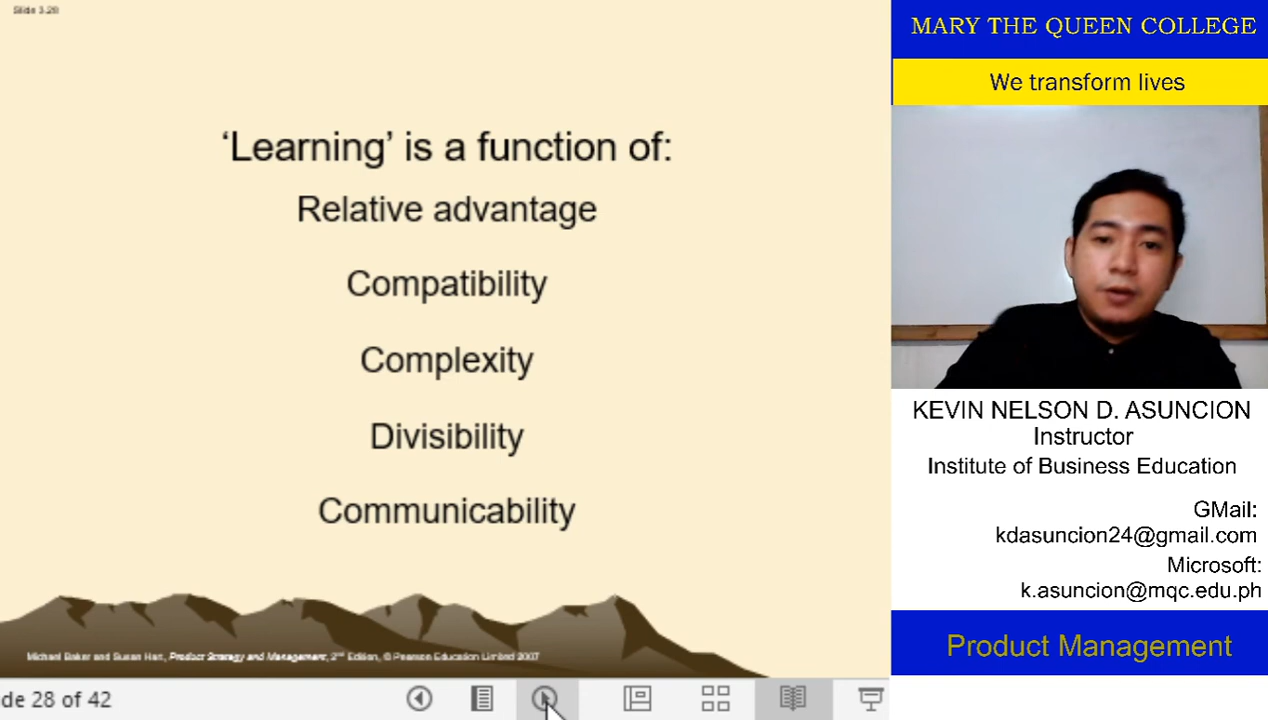 Slide 3.28
‘Learning’ is a function of:
Relative advantage
Compatibility
Complexity
Divisibility
Communicability
Michael Baker and Susan Hart, Product Strategy and Management, 2nd Edition, © Pearson Education Limited 2007
de 28 of 42
MARY THE QUEEN COLLEGE
We transform lives
KEVIN NELSON D. ASUNCION
Instructor
Institute of Business Education
GMail:
kdasuncion24@gmail.com
Microsoft:
k.asuncion@mqc.edu.ph
Product Management